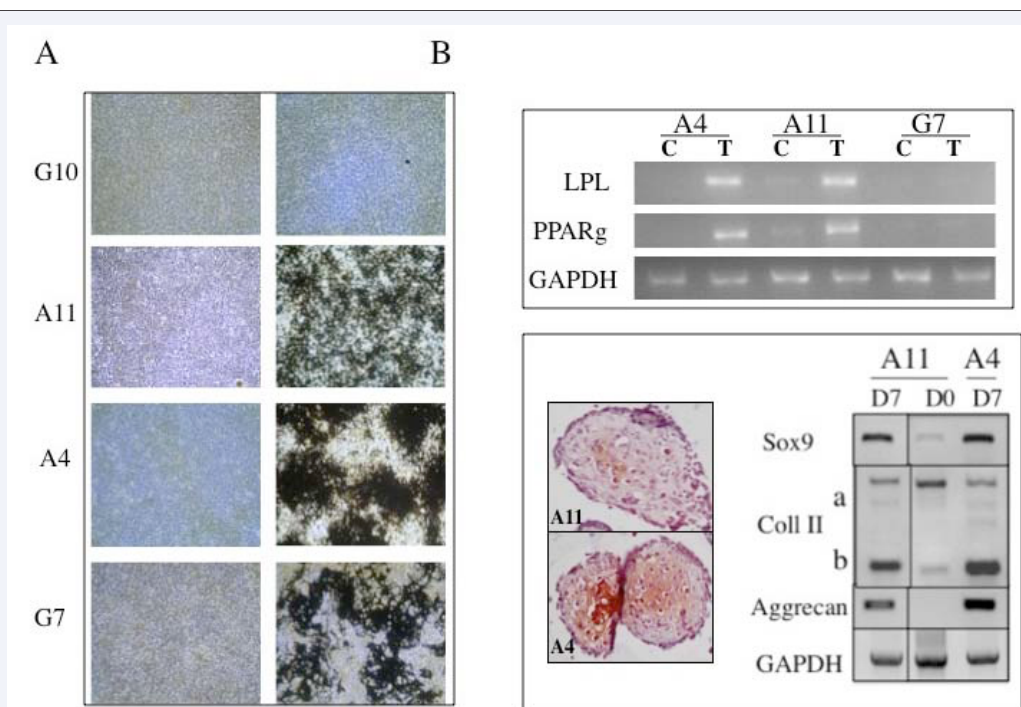 A
B
G10
A11
A4
G7
A4 A11 G7
C T C T C T
LPL
PPARg
GAPDH
A11
A4
A11 A4
D7 D0 D7
Sox9
a
Coll II
b
Aggrecan
GAPDH